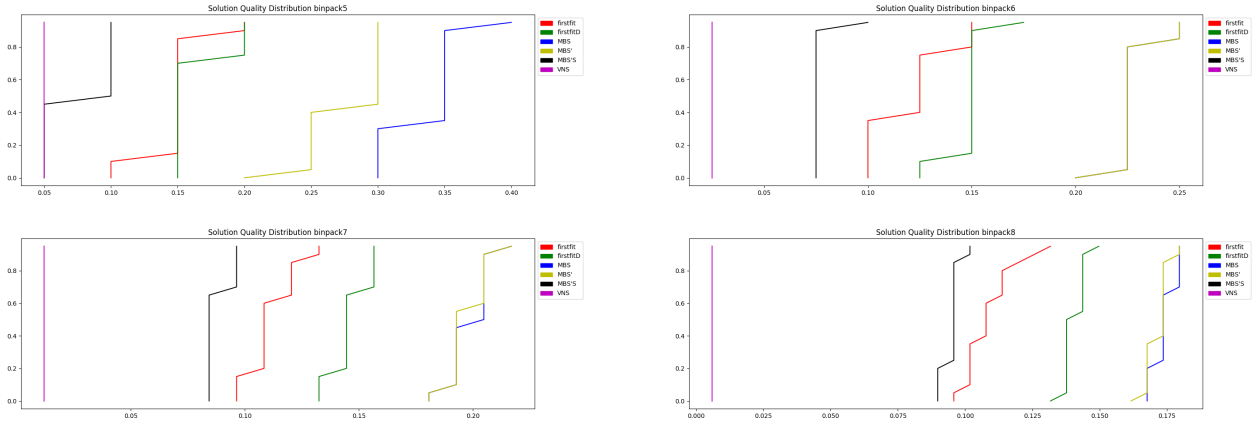 Solution Quality Distribution binpack5
0.8
0.6
0.4
0.2
0.0
0.05 0.10 0.15 0.20 0.25 0.30 0.35 0.40
firstfit
firstfitD
MBS
MBS'
MBS'S
VNS
Solution Quality Distribution binpack6
0.8
0.6
0.4
0.2
0.0
0.05 0.10 0.15 0.20 0.25
firstfit
firstfitD
MBS
MBS'
MBS'S
VNS
Solution Quality Distribution binpack7
0.8
0.6
0.4
0.2
0.0
0.05 0.10 0.15 0.20
firstfit
firstfitD
MBS
MBS'
MBS'S
VNS
Solution Quality Distribution binpack8
0.8
0.6
0.4
0.2
0.0
0.000 0.025 0.050 0.075 0.100 0.125 0.150 0.175
firstfit
firstfitD
MBS
MBS'
MBS'S
VNS